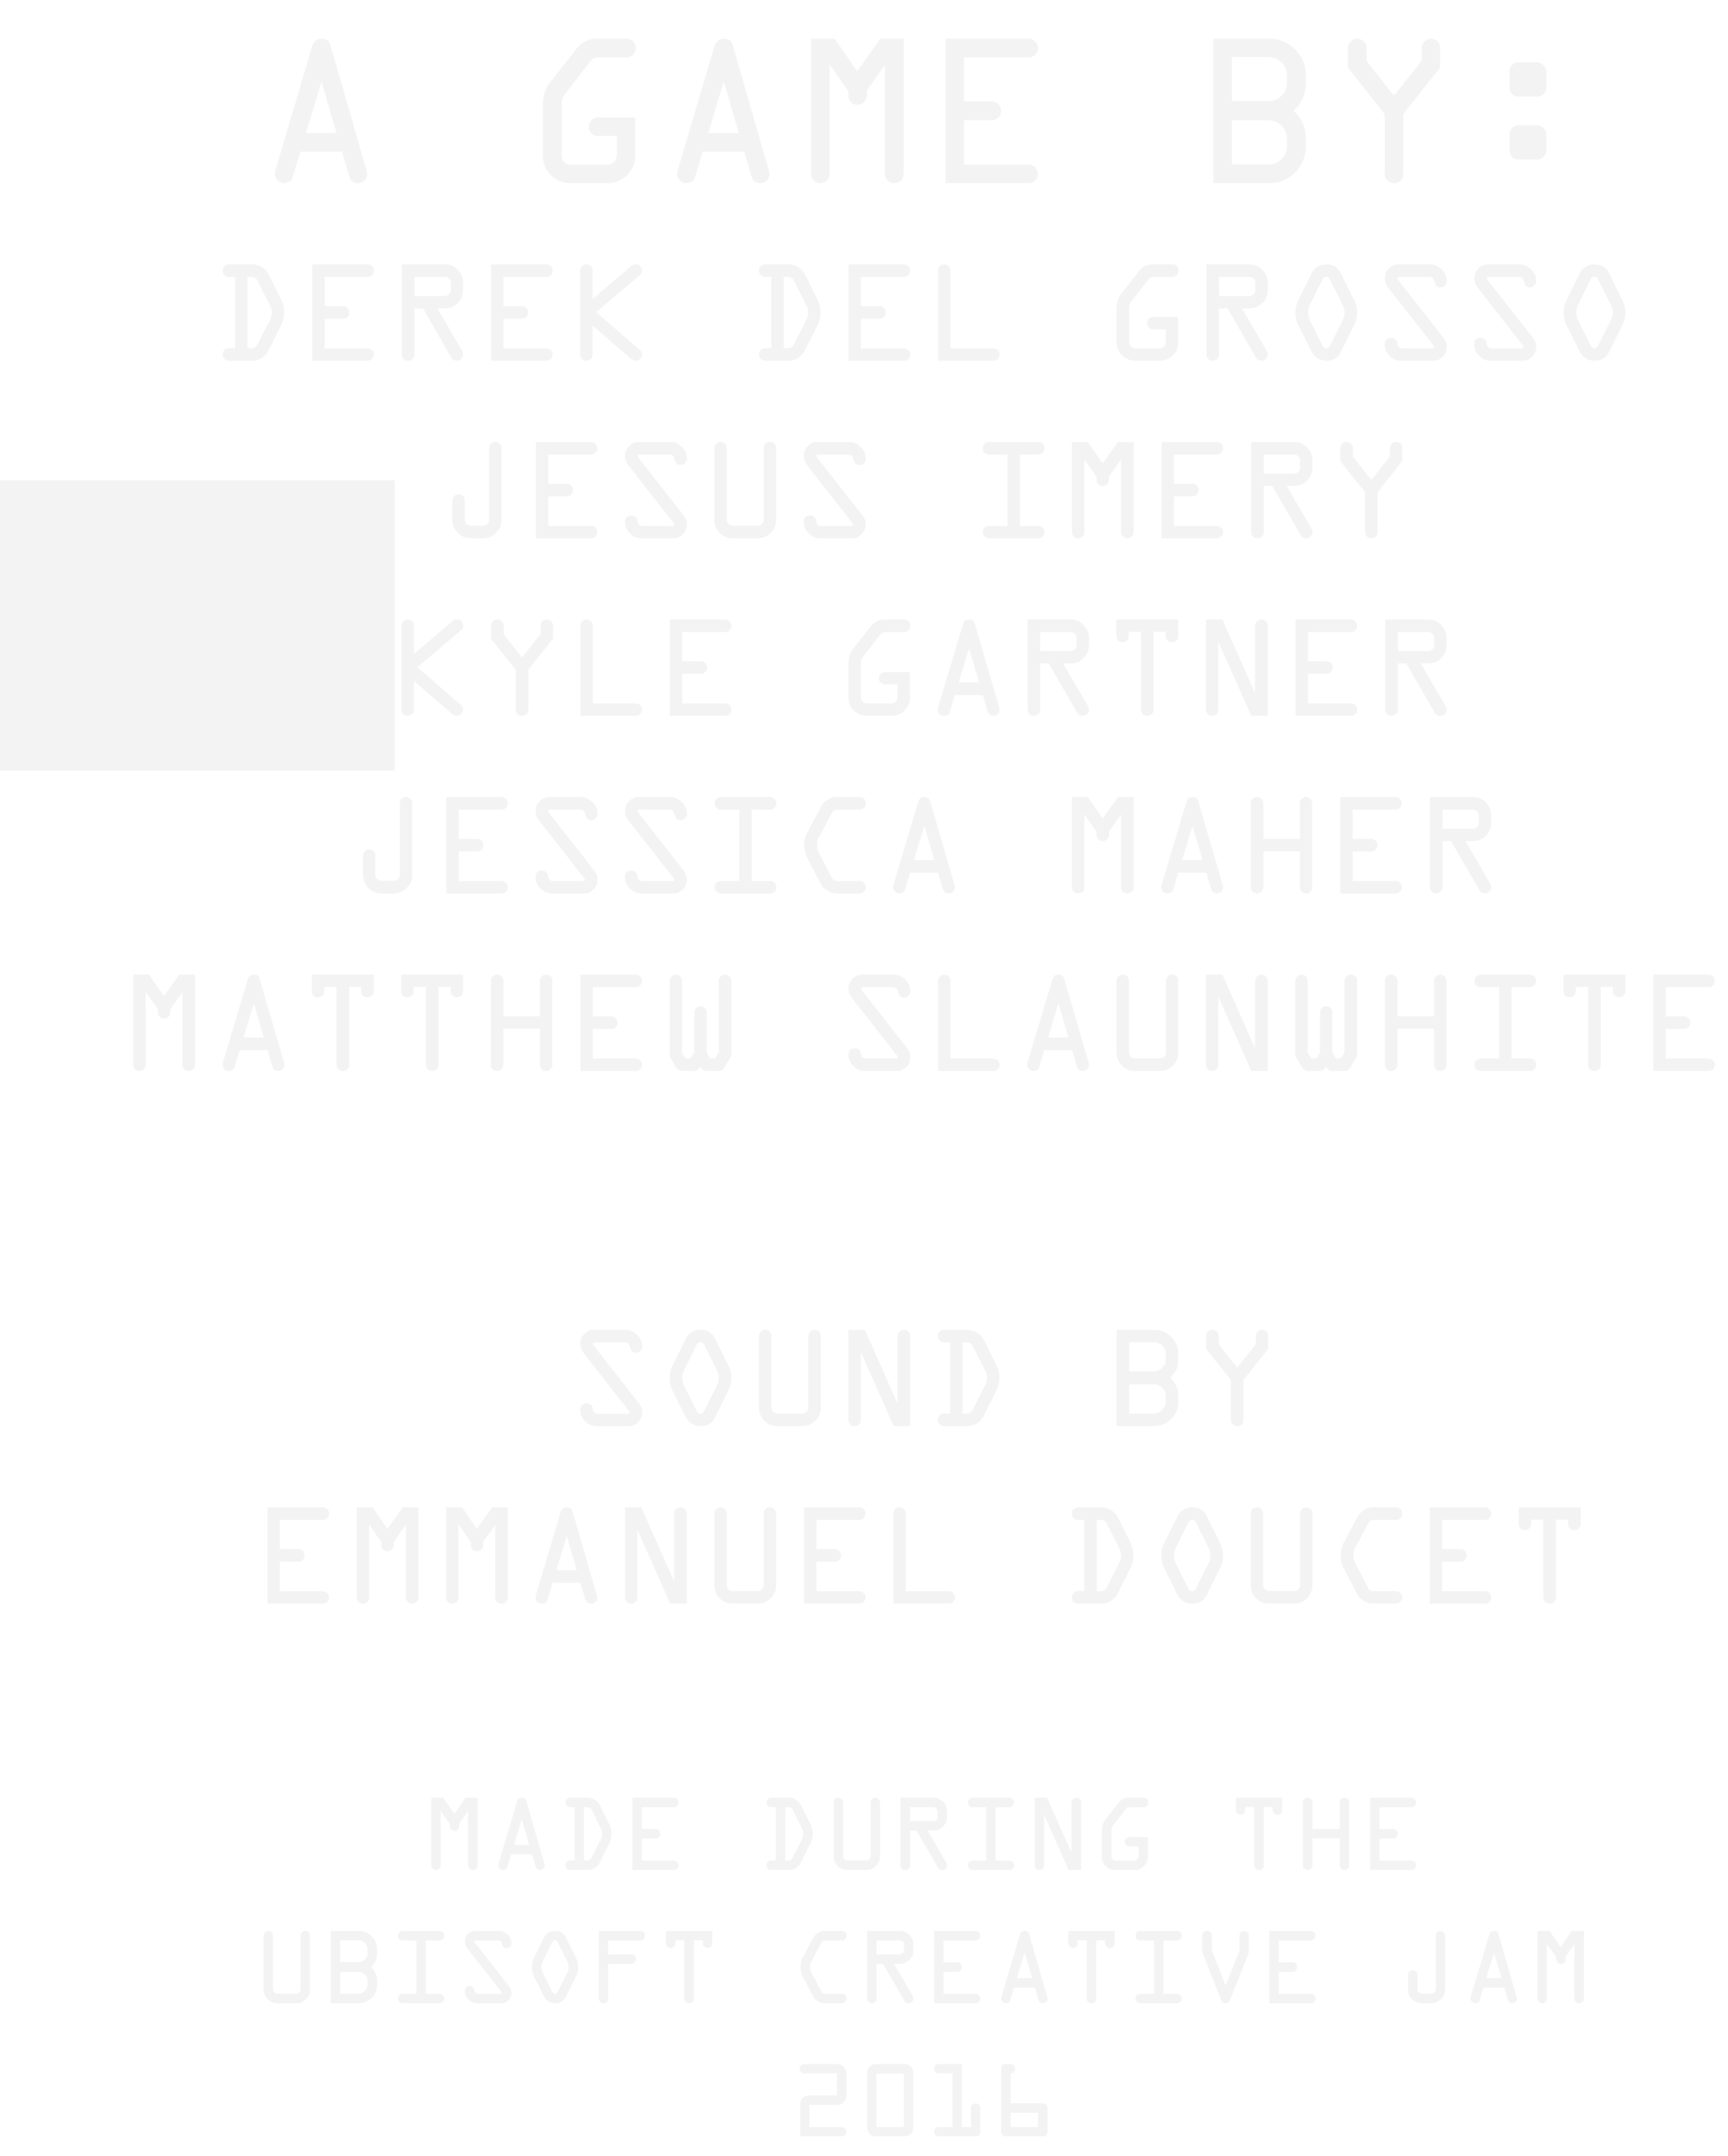 A GAME BY:
DEREK DEL GROSSO
JESUS IMERY
KYLE GARTNER
JESSICA MAHER
MATTHEW SLAUNWHITE
SOUND BY
EMMANUEL DOUCET
MADE DURING THE
UBISOFT CREATIVE JAM
2016